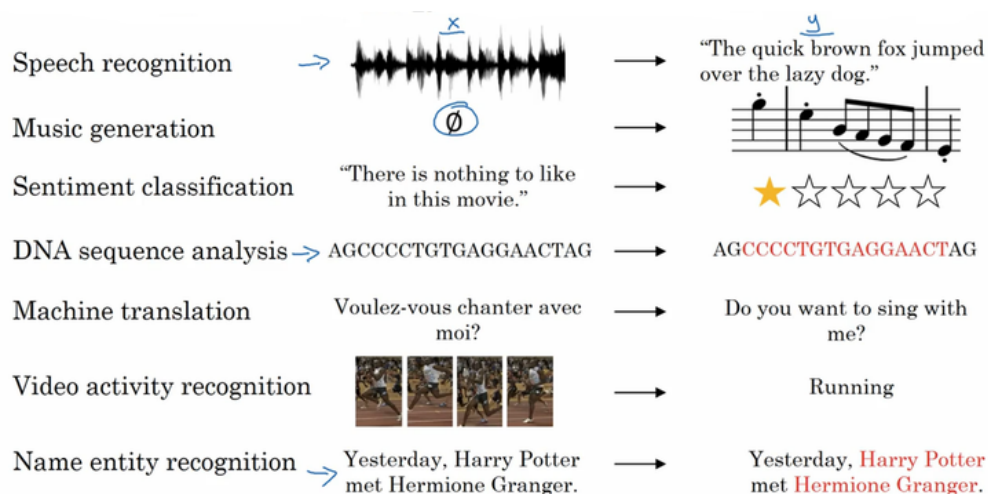 x
y
Speech recognition
“The quick brown fox jumped
over the lazy dog.”
Music generation
Ø
Sentiment classification
“There is nothing to like
in this movie.”
DNA sequence analysis
AGCCCCTGTGAGGAACTAG
AGCCCCTGTGAGGAACTAG
Machine translation
Voulez-vous chanter avec
moi?
Do you want to sing with
me?
Video activity recognition
Running
Name entity recognition
Yesterday, Harry Potter
met Hermione Granger.
Yesterday, Harry Potter
met Hermione Granger.